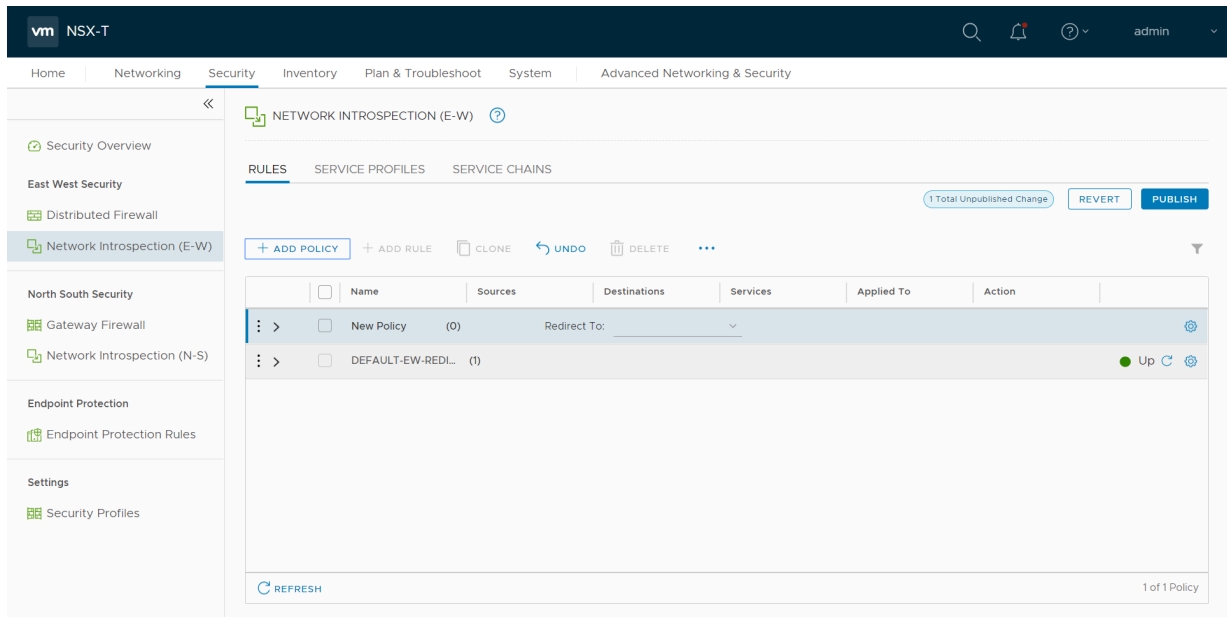 vm NSX-T admin
Home Networking Security Inventory Plan & Troubleshoot System Advanced Networking & Security
Security Overview
East West Security
Distributed Firewall
Network Introspection (E-W)
North South Security
Gateway Firewall
Network Introspection (N-S)
Endpoint Protection
Endpoint Protection Rules
Settings
Security Profiles
NETWORK INTROSPECTION (E-W)
RULES SERVICE PROFILES SERVICE CHAINS
1 Total Unpublished Change REVERT PUBLISH
+ ADD POLICY + ADD RULE CLONE UNDO DELETE ...
Name Sources Destinations Services Applied To Action
New Policy (0) Redirect To:
DEFAULT-EW-REDI... (1) Up
REFRESH 1 of 1 Policy